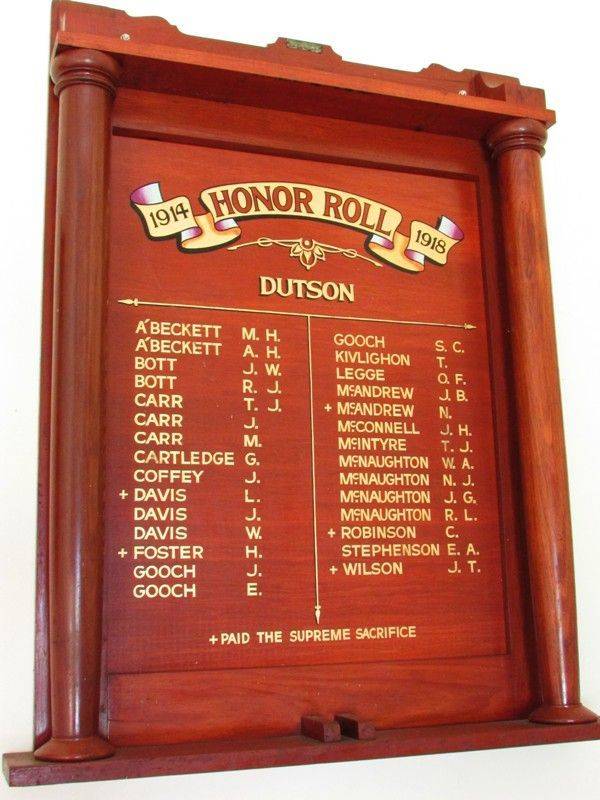 1914 HONOR ROLL 1918
DUTSON
A'BECKETT M. H.
A'BECKETT A. H.
BOTT J. W.
BOTT R. J.
CARR T. J.
CARR J.
CARR M.
CARTLEDGE G.
COFFEY J.
+ DAVIS L.
DAVIS J.
DAVIS W.
+ FOSTER H.
GOOCH J.
GOOCH E.
GOOCH S. C.
KIVLIGHON T.
LEGGE O. F.
McANDREW J. B.
+ McANDREW N.
McCONNELL J. H.
McINTYRE T. J.
McNAUGHTON W. A.
McNAUGHTON N. J.
McNAUGHTON J. G.
McNAUGHTON R. L.
+ ROBINSON C.
STEPHENSON E. A.
+ WILSON J. T.
+ PAID THE SUPREME SACRIFICE